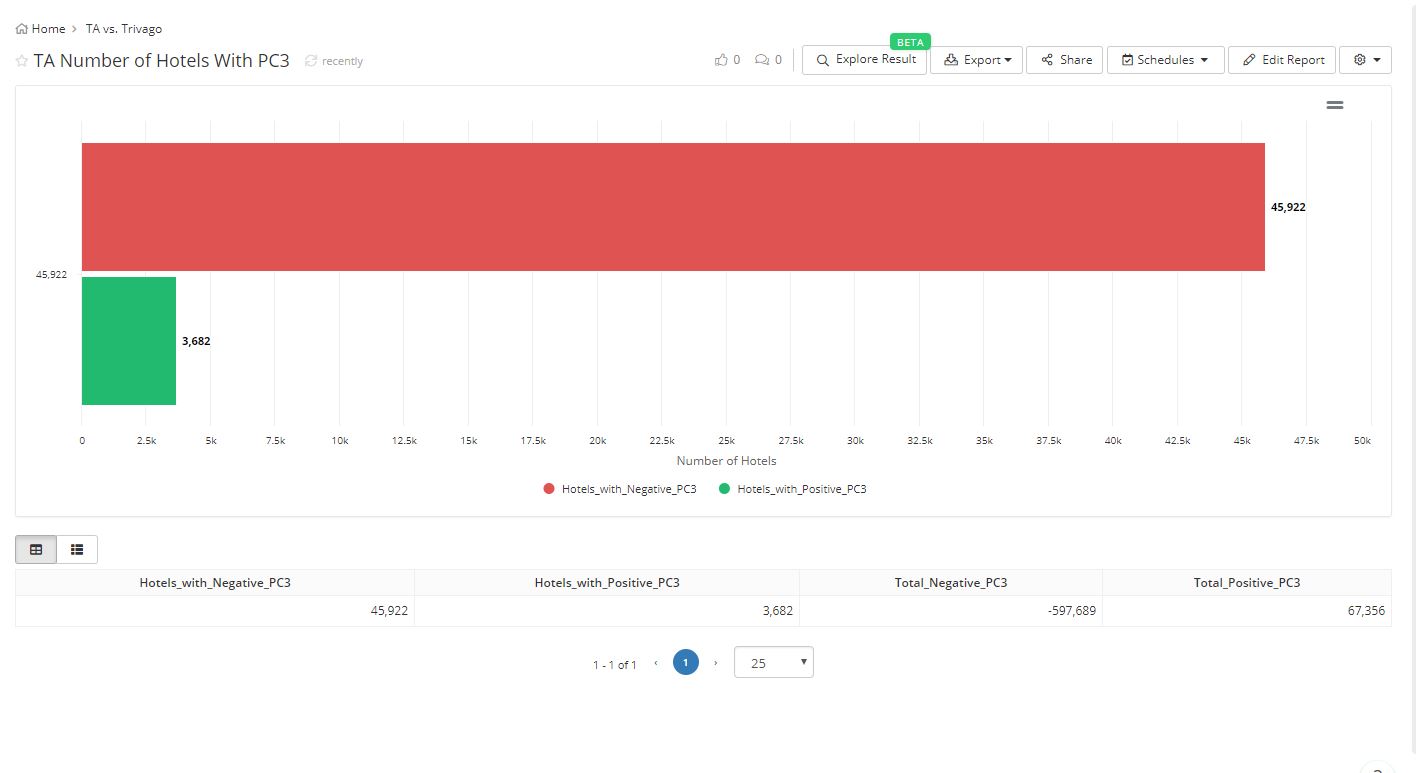 Home > TA vs. Trivago
TA Number of Hotels With PC3 recently
0 0 BETA Explore Result Export Share Schedules Edit Report
45,922
45,922
3,682
0 2.5k 5k 7.5k 10k 12.5k 15k 17.5k 20k 22.5k 25k 27.5k 30k 32.5k 35k 37.5k 40k 42.5k 45k 47.5k 50k
Number of Hotels
Hotels_with_Negative_PC3 Hotels_with_Positive_PC3
Hotels_with_Negative_PC3 Hotels_with_Positive_PC3 Total_Negative_PC3 Total_Positive_PC3
45,922 3,682 -597,689 67,356
1 - 1 of 1 ‹ 1 › 25